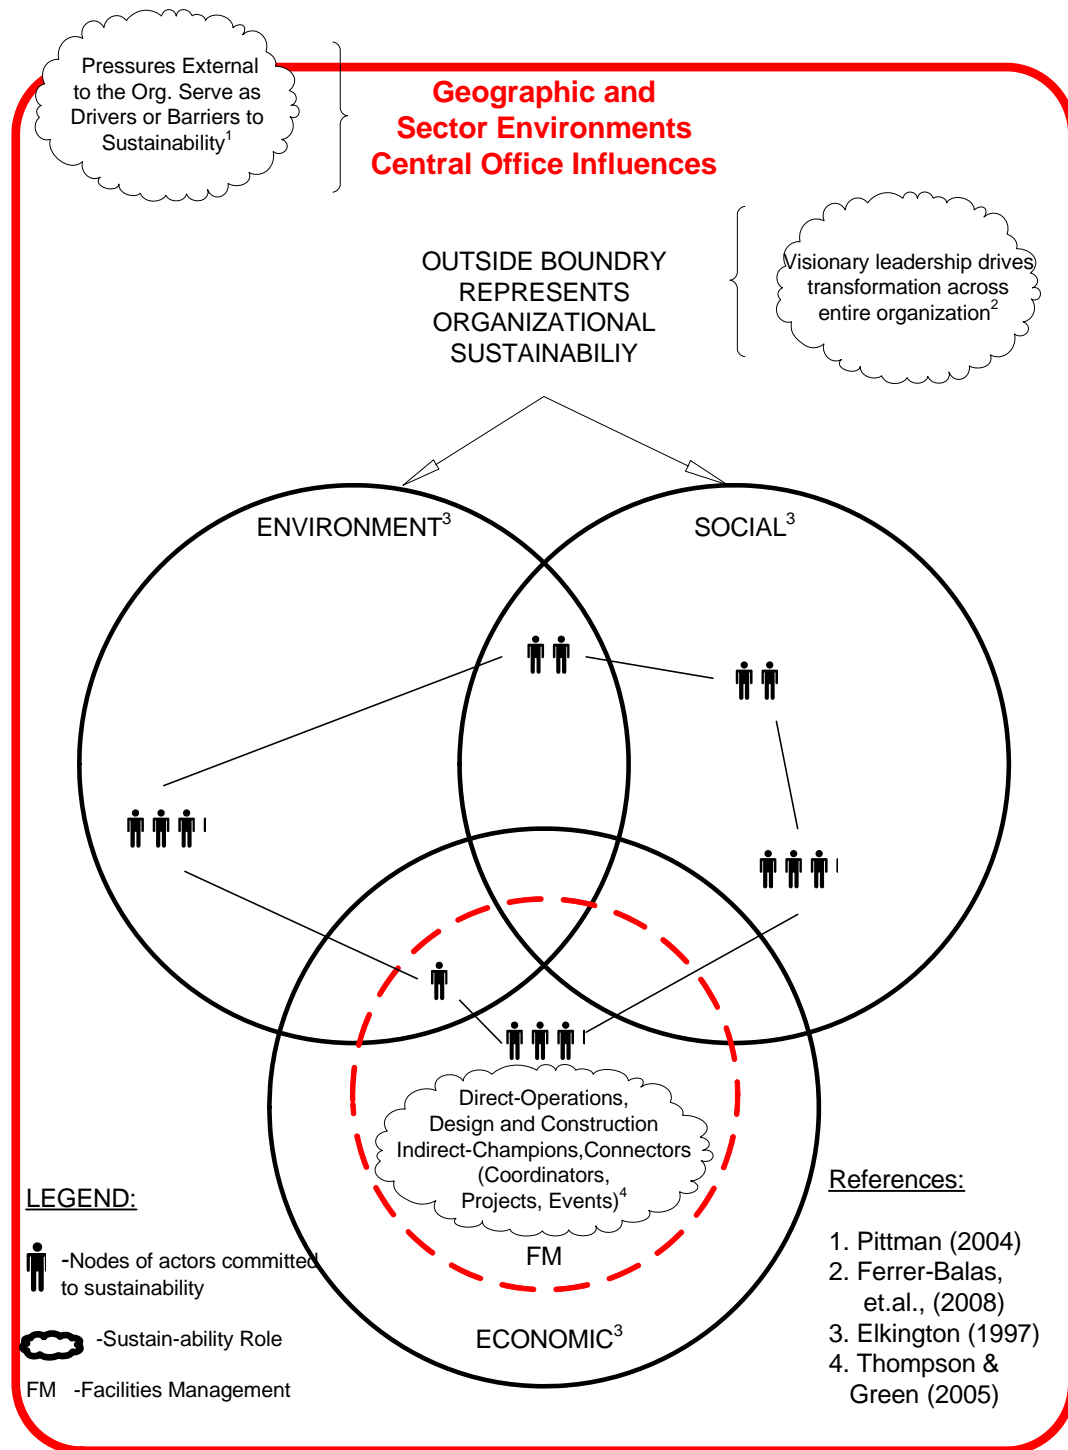 Pressures External
to the Org. Serve as
Drivers or Barriers to
Sustainability1
Geographic and
Sector Environments
Central Office Influences
Visionary leadership drives
transformation across
entire organization2
OUTSIDE BOUNDRY
REPRESENTS
ORGANIZATIONAL
SUSTAINABILIY
ENVIRONMENT3
SOCIAL3
Direct-Operations,
Design and Construction
Indirect-Champions,Connectors
(Coordinators,
Projects, Events)4
FM
ECONOMIC3
LEGEND:
-Nodes of actors committed
to sustainability
-Sustain-ability Role
FM -Facilities Management
References:
1. Pittman (2004)
2. Ferrer-Balas,
et.al., (2008)
3. Elkington (1997)
4. Thompson &
Green (2005)